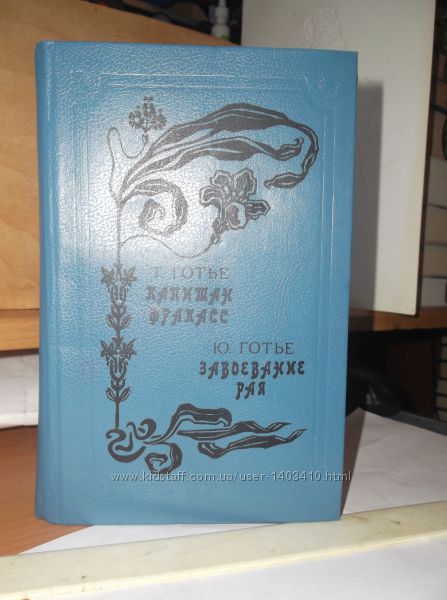 Т. ГОТЬЕ
КАПИТАН
ФРАКАСС
Ю. ГОТЬЕ
ЗАВОЕВАНИЕ
РАЯ
www.kidstaff.com.ua/user-1403410.html